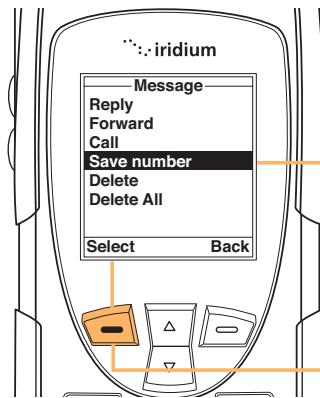 iridium
Message
Reply
Forward
Call
Save number
Delete
Delete All
Select Back